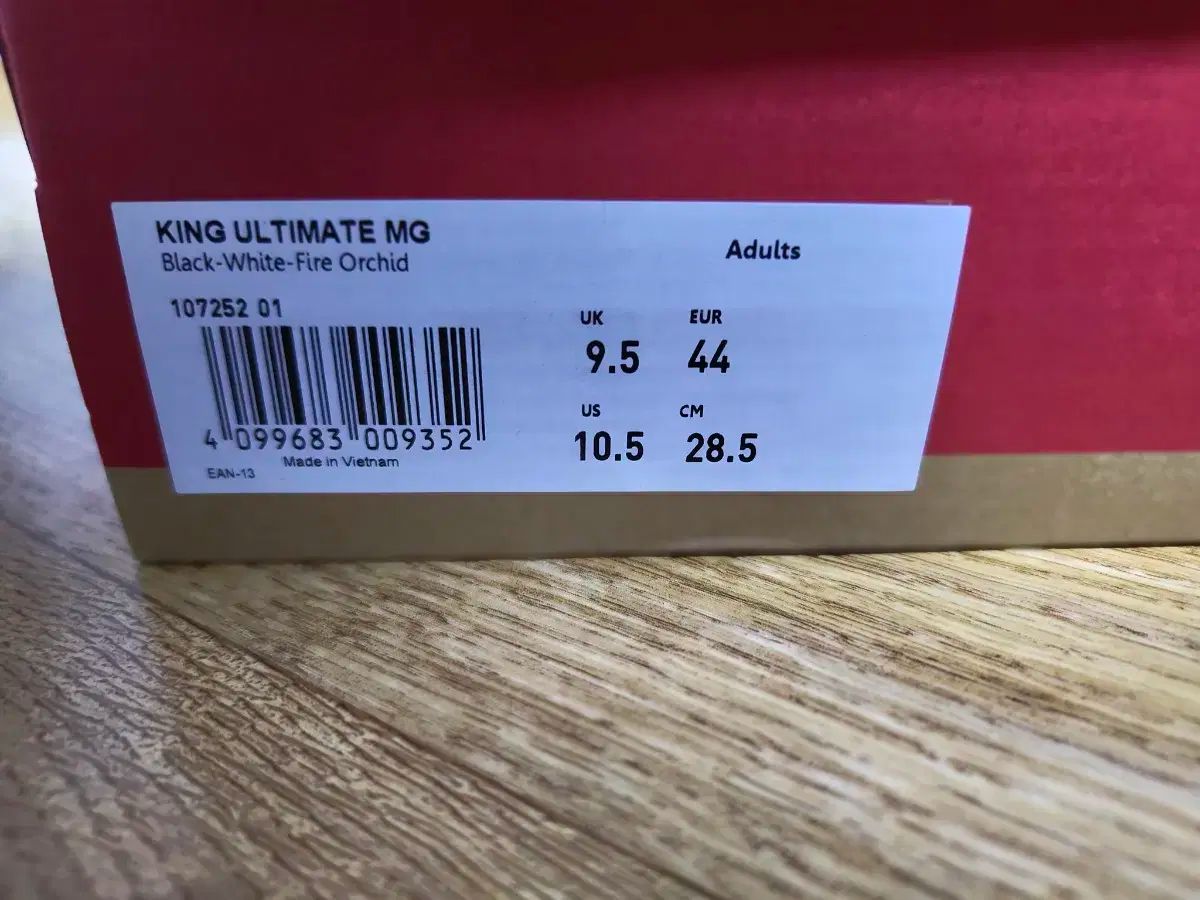 KING ULTIMATE MG
Black-White-Fire Orchid
Adults
107252 01
UK EUR
9.5 44
US CM
10.5 28.5
4 099683 009352
Made in Vietnam
EAN-13